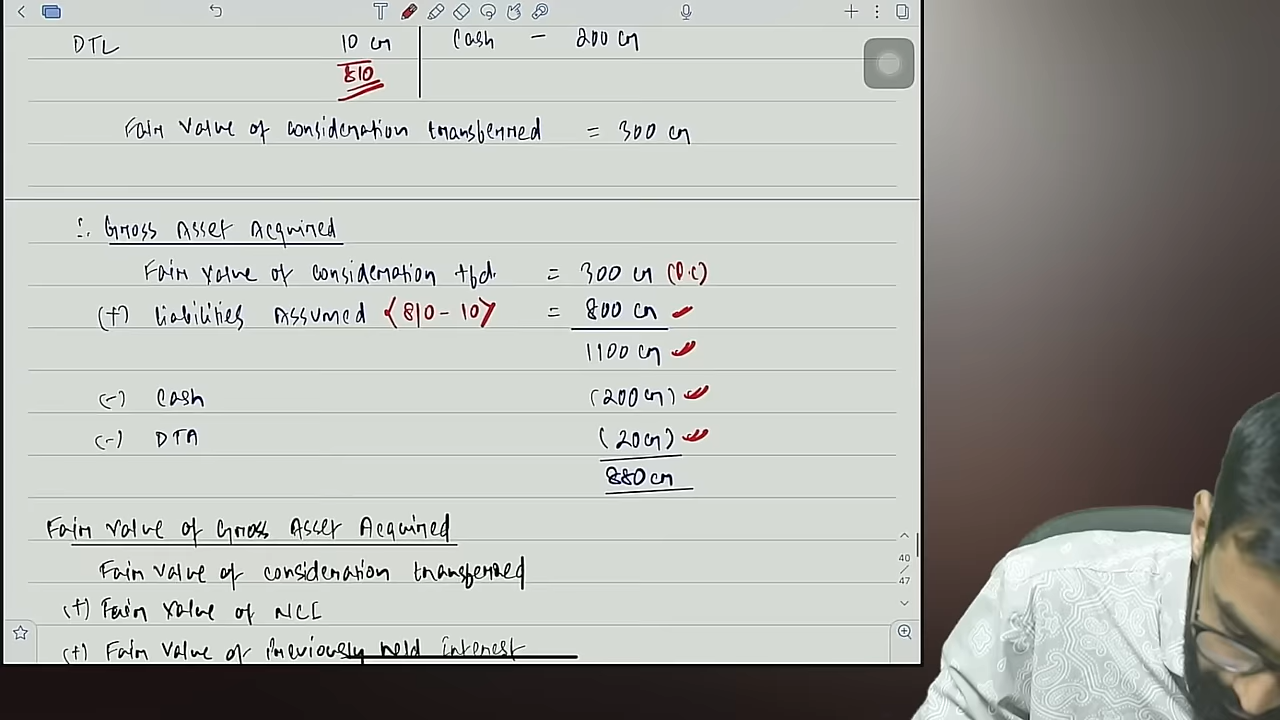 DTL 10 cr Cash - 200 cr
810
Fair Value of consideration transferred = 300 cr
∴ Gross Asset Acquired
Fair Value of consideration tfd. = 300 cr (P.C)
(+) liabilities Assumed {810-10} = 800 cr
1100 cr
(-) Cash (200 cr)
(-) DTA (20 cr)
880 cr
Fair Value of Gross Asset Acquired
Fair Value of consideration transferred
(+) Fair Value of NCI
(+) Fair Value of Previously held interest
40
47